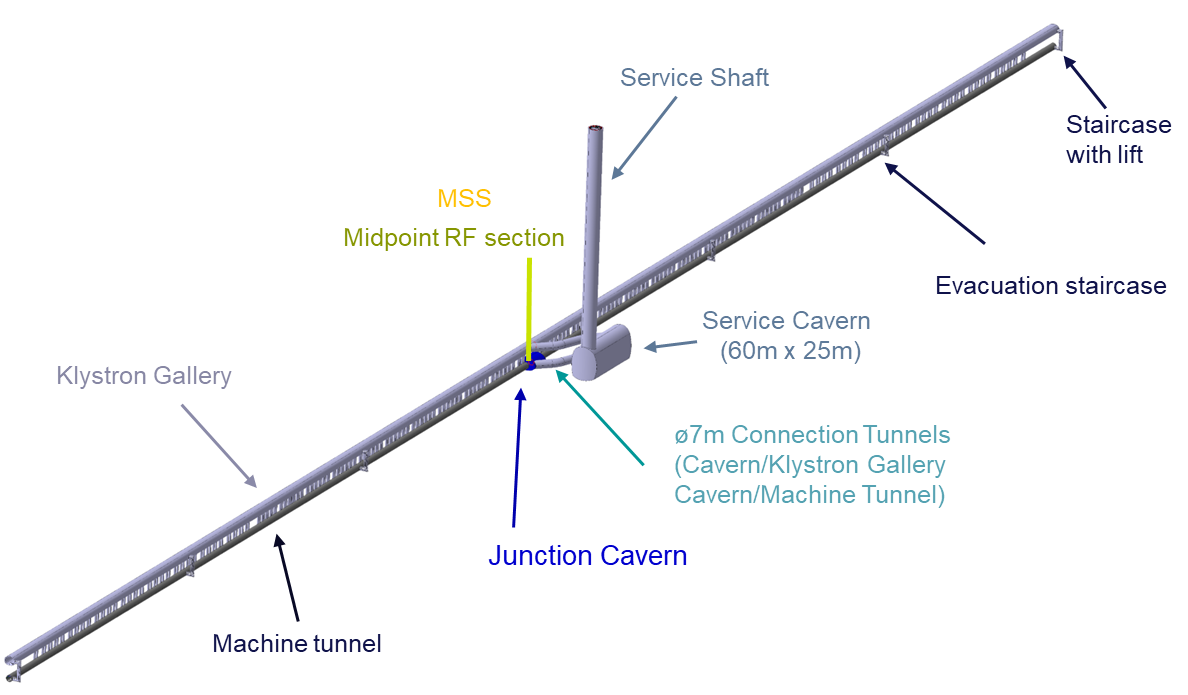 Service Shaft
Staircase
with lift
MSS
Midpoint RF section
Evacuation staircase
Service Cavern
(60m x 25m)
Klystron Gallery
ø7m Connection Tunnels
(Cavern/Klystron Gallery
Cavern/Machine Tunnel)
Junction Cavern
Machine tunnel